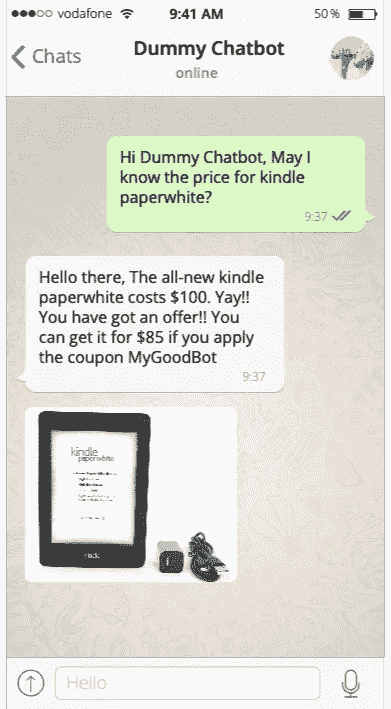 vodafone 9:41 AM 50%
Chats
Dummy Chatbot
online
Hi Dummy Chatbot, May I
know the price for kindle
paperwhite?
9:37
Hello there, The all-new kindle
paperwhite costs $100. Yay!!
You have got an offer!! You
can get it for $85 if you apply
the coupon MyGoodBot
9:37
kindle
paperwhite
Hello